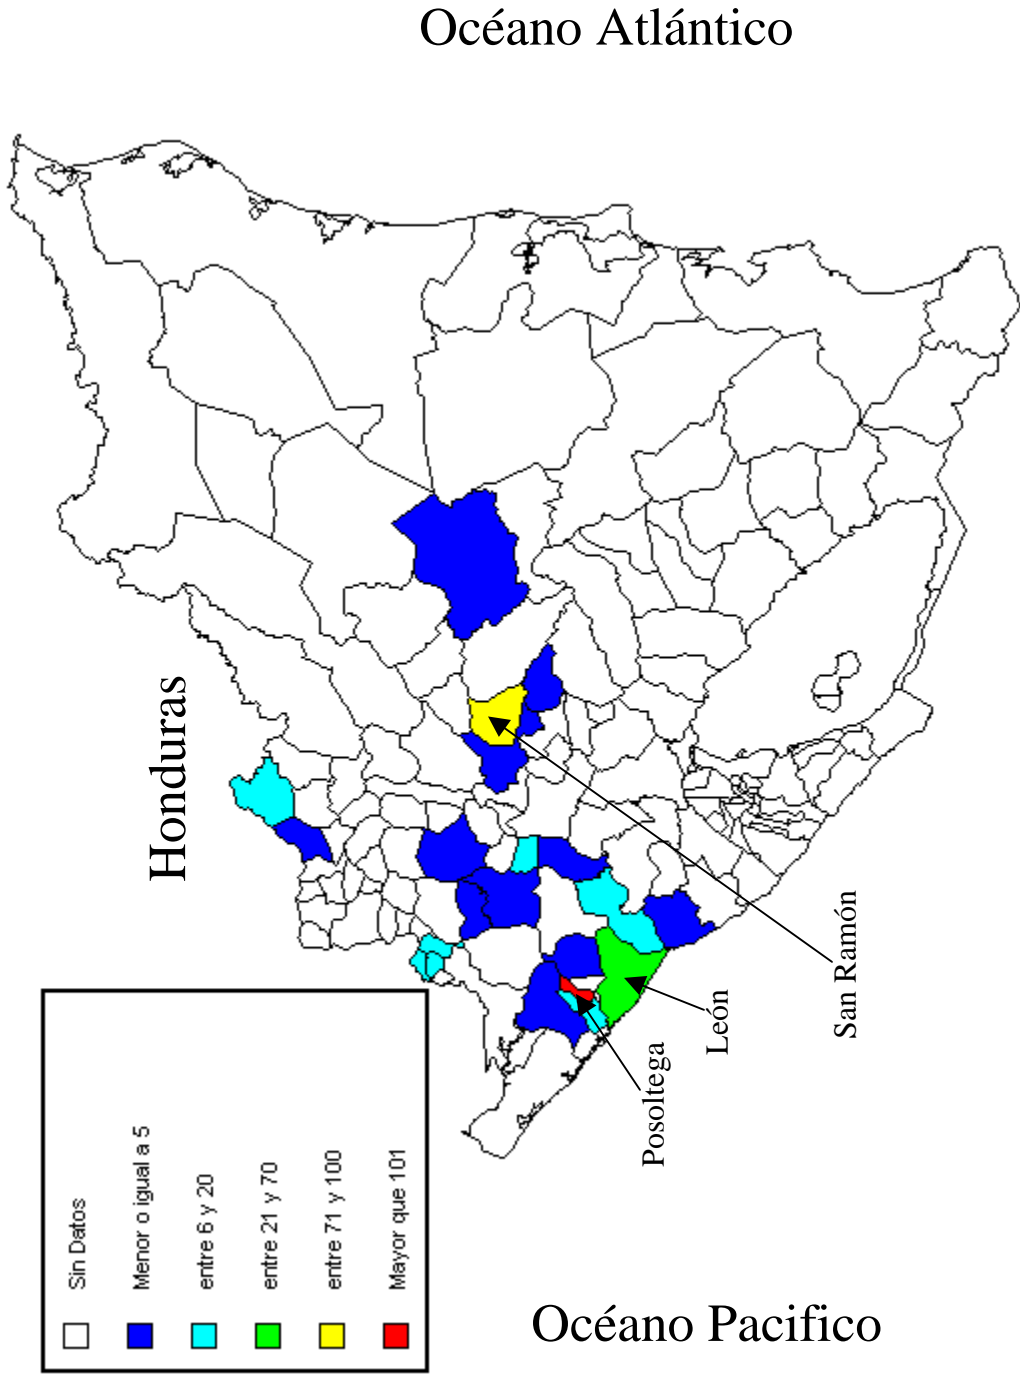 Océano Atlántico
Honduras
San Ramón
León
Posoltega
Sin Datos
Menor o igual a 5
entre 6 y 20
entre 21 y 70
entre 71 y 100
Mayor que 101
Océano Pacifico